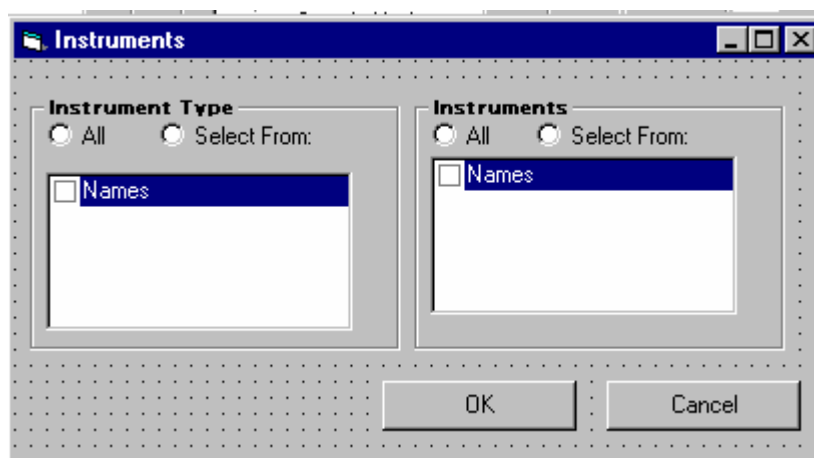 Instruments
Instrument Type
All Select From:
Names
Instruments
All Select From:
Names
OK Cancel